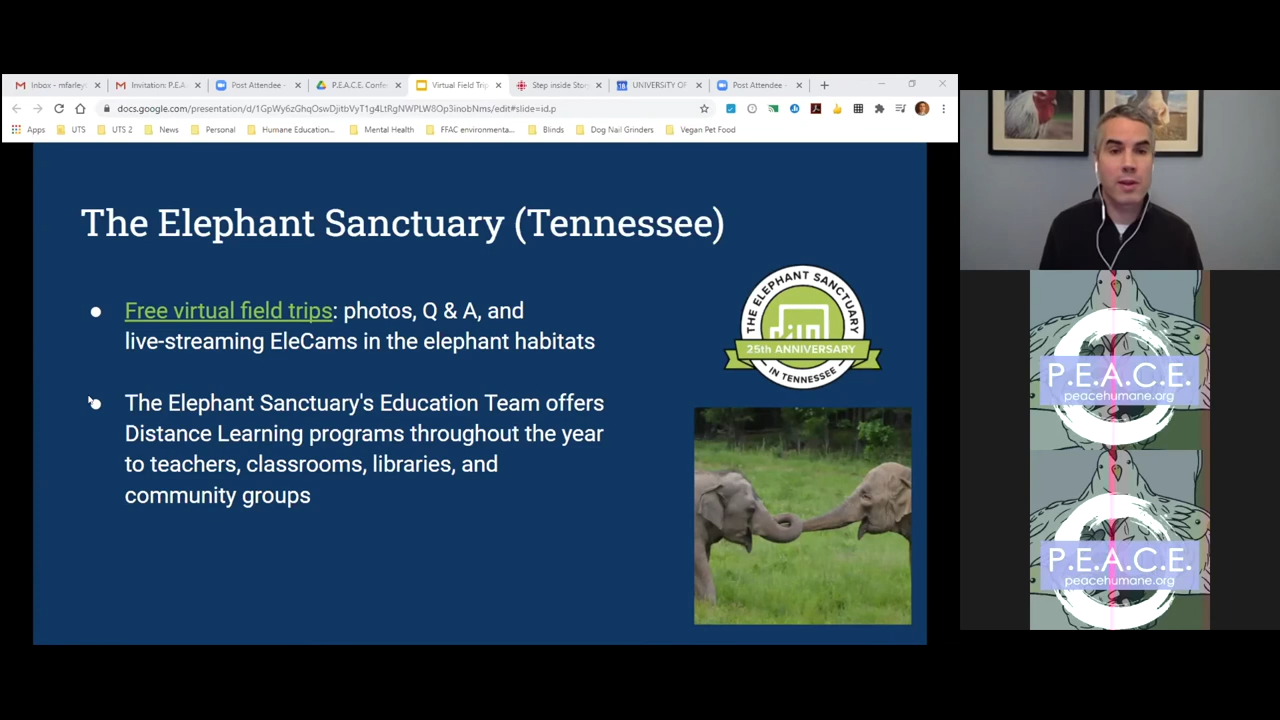 Inbox - mfarley
Invitation: P.E.A
Post Attendee -
P.E.A.C.E. Confe
Virtual Field Trip
Step inside Story
UNIVERSITY OF
Post Attendee -
docs.google.com/presentation/d/1GpWy6zGhqOswDjitbVyT1g4LtRgNWPLW8Op3inobNms/edit#slide=id.p
Apps
UTS
UTS 2
News
Personal
Humane Education...
Mental Health
FFAC environmenta...
Blinds
Dog Nail Grinders
Vegan Pet Food
The Elephant Sanctuary (Tennessee)
● Free virtual field trips: photos, Q & A, and
live-streaming EleCams in the elephant habitats
● The Elephant Sanctuary's Education Team offers
Distance Learning programs throughout the year
to teachers, classrooms, libraries, and
community groups
THE ELEPHANT SANCTUARY
25th ANNIVERSARY
IN TENNESSEE
P.E.A.C.E.
peacehumane.org
P.E.A.C.E.
peacehumane.org